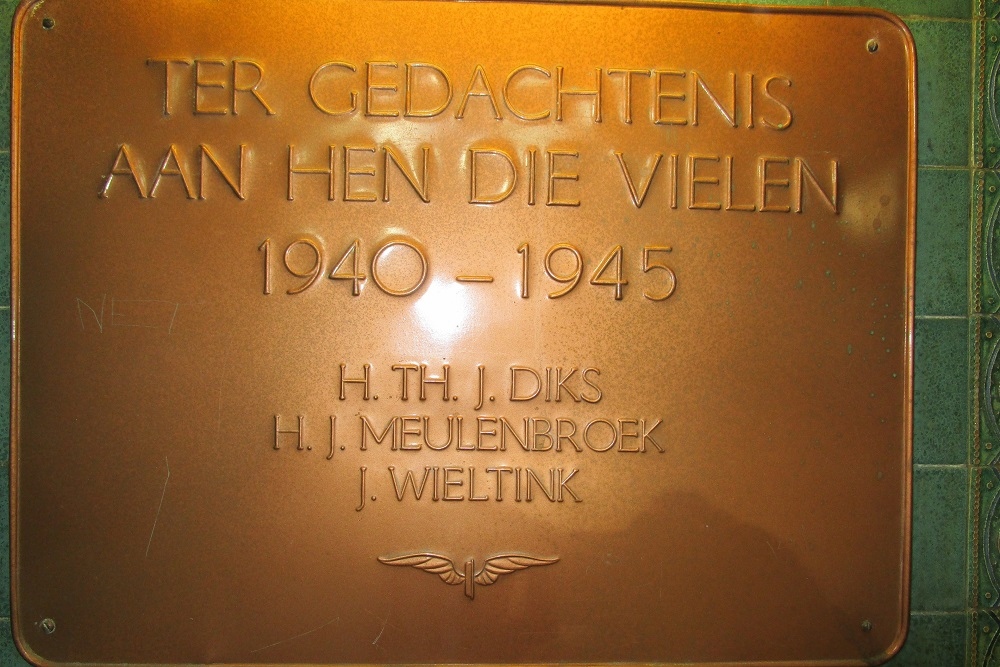 TER GEDACHTENIS
AAN HEN DIE VIELEN
1940 – 1945
H. TH. J. DIKS
H. J. MEULENBROEK
J. WIELTINK